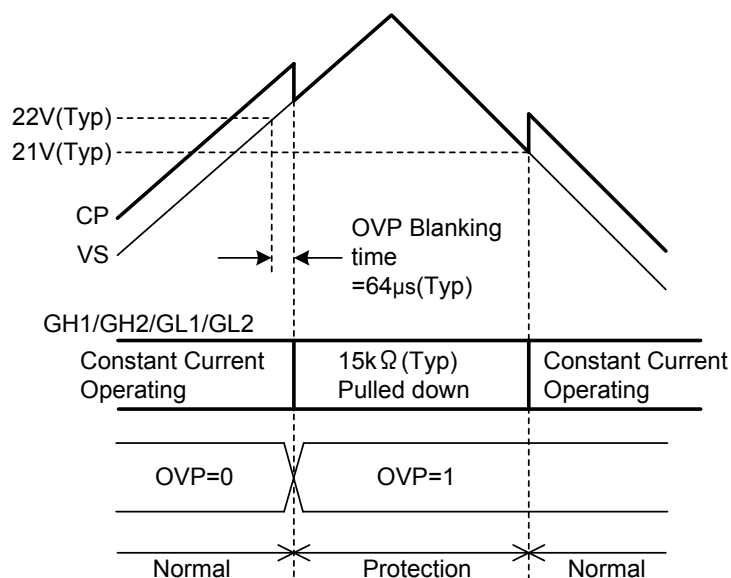 22V(Typ)
21V(Typ)
CP
VS
OVP Blanking
time
=64μs(Typ)
GH1/GH2/GL1/GL2
Constant Current
Operating
15kΩ(Typ)
Pulled down
Constant Current
Operating
OVP=0
OVP=1
Normal
Protection
Normal